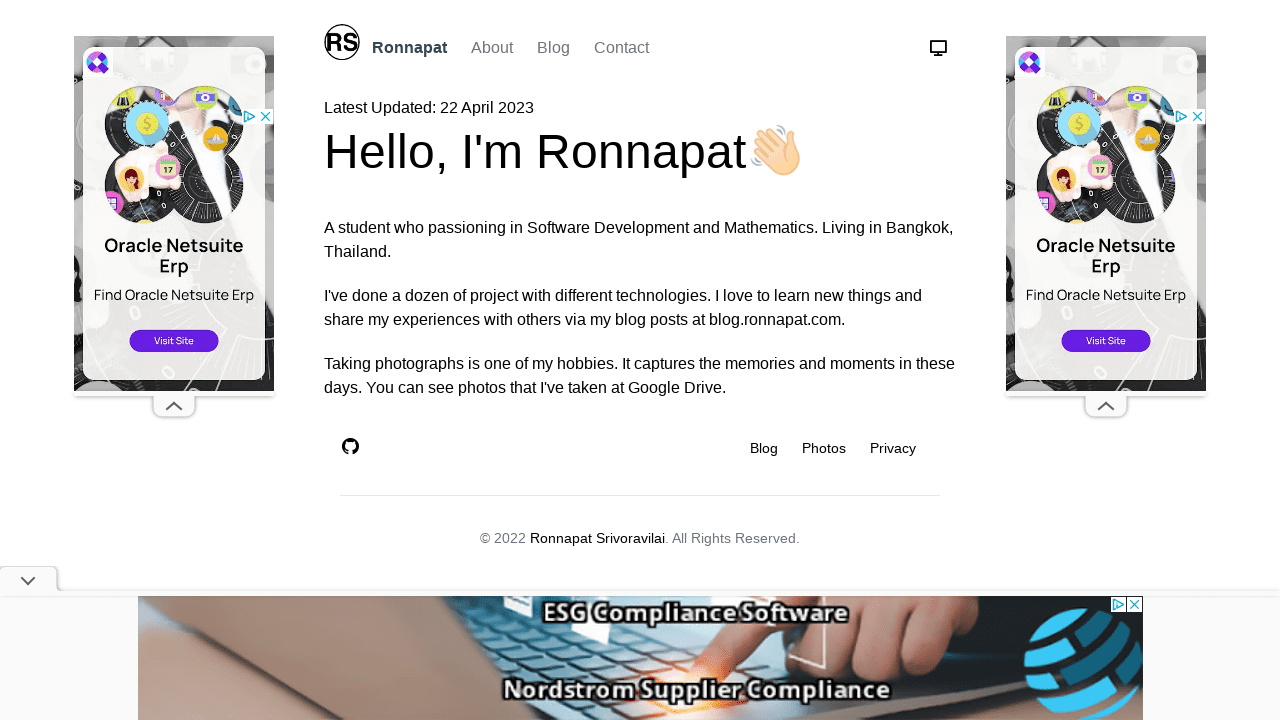 RS Ronnapat About Blog Contact
Latest Updated: 22 April 2023
Hello, I'm Ronnapat👋🏻
A student who passioning in Software Development and Mathematics. Living in Bangkok,
Thailand.
I've done a dozen of project with different technologies. I love to learn new things and
share my experiences with others via my blog posts at blog.ronnapat.com.
Taking photographs is one of my hobbies. It captures the memories and moments in these
days. You can see photos that I've taken at Google Drive.
Blog Photos Privacy
© 2022 Ronnapat Srivoravilai. All Rights Reserved.
Oracle Netsuite
Erp
Find Oracle Netsuite Erp
Visit Site
Oracle Netsuite
Erp
Find Oracle Netsuite Erp
Visit Site
ESG Compliance Software
Nordstrom Supplier Compliance